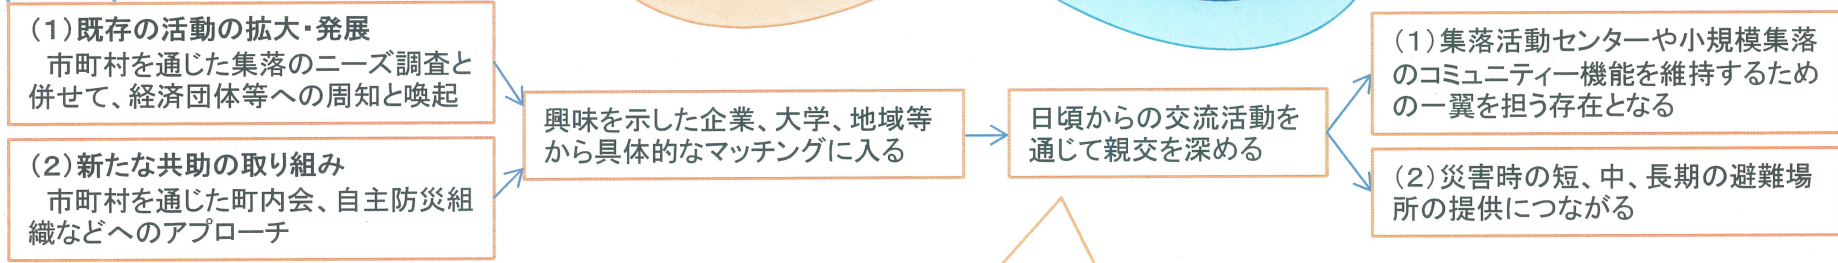 (1)既存の活動の拡大・発展
市町村を通じた集落のニーズ調査と
併せて、経済団体等への周知と喚起
(2)新たな共助の取り組み
市町村を通じた町内会、自主防災組
織などへのアプローチ
興味を示した企業、大学、地域等
から具体的なマッチングに入る
日頃からの交流活動を
通じて親交を深める
(1)集落活動センターや小規模集落
のコミュニティー機能を維持するため
の一翼を担う存在となる
(2)災害時の短、中、長期の避難場
所の提供につながる